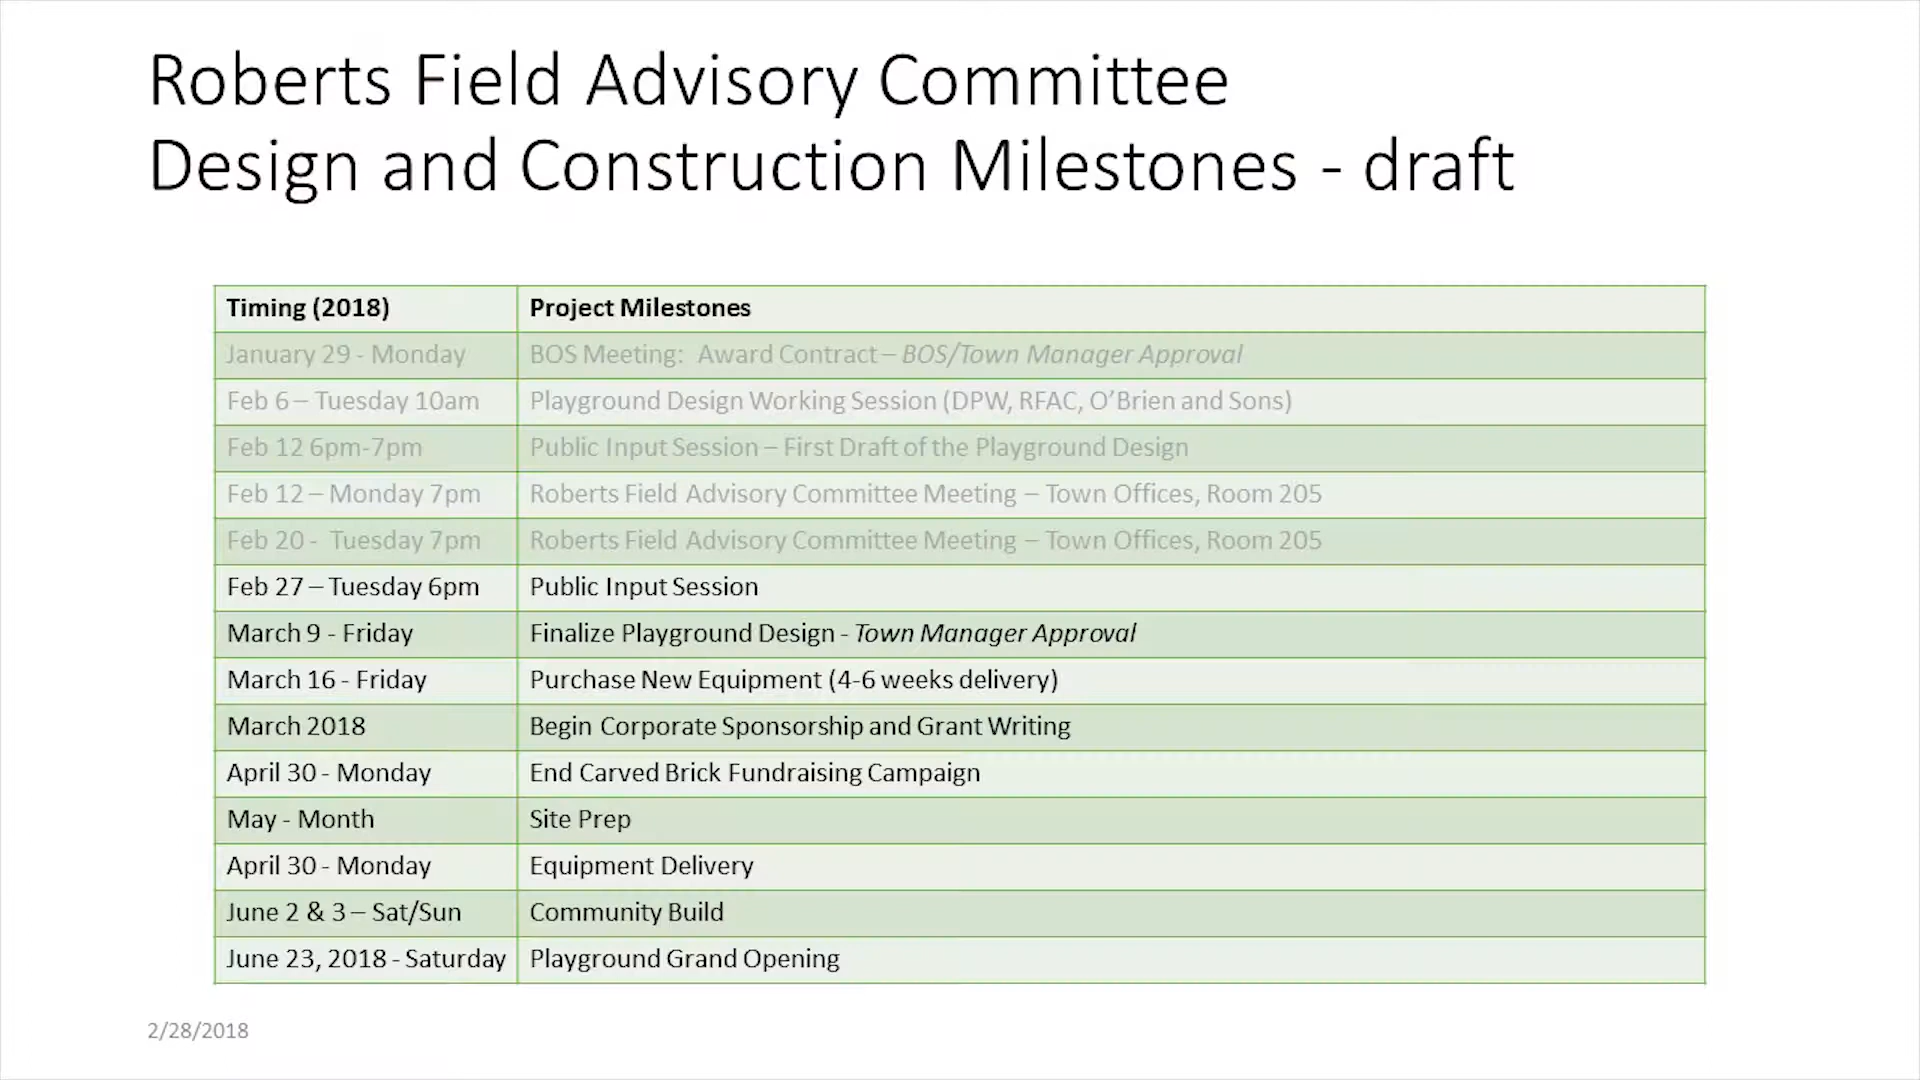 Roberts Field Advisory Committee
Design and Construction Milestones - draft
Timing (2018) Project Milestones
January 29 - Monday BOS Meeting: Award Contract – BOS/Town Manager Approval
Feb 6 – Tuesday 10am Playground Design Working Session (DPW, RFAC, O’Brien and Sons)
Feb 12 6pm-7pm Public Input Session – First Draft of the Playground Design
Feb 12 – Monday 7pm Roberts Field Advisory Committee Meeting – Town Offices, Room 205
Feb 20 - Tuesday 7pm Roberts Field Advisory Committee Meeting – Town Offices, Room 205
Feb 27 – Tuesday 6pm Public Input Session
March 9 - Friday Finalize Playground Design - Town Manager Approval
March 16 - Friday Purchase New Equipment (4-6 weeks delivery)
March 2018 Begin Corporate Sponsorship and Grant Writing
April 30 - Monday End Carved Brick Fundraising Campaign
May - Month Site Prep
April 30 - Monday Equipment Delivery
June 2 & 3 – Sat/Sun Community Build
June 23, 2018 - Saturday Playground Grand Opening
2/28/2018